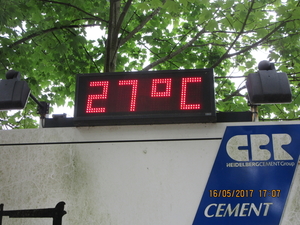 27°C
CBR
HEIDELBERGCEMENT Group
16/05/2017 17 07
CEMENT